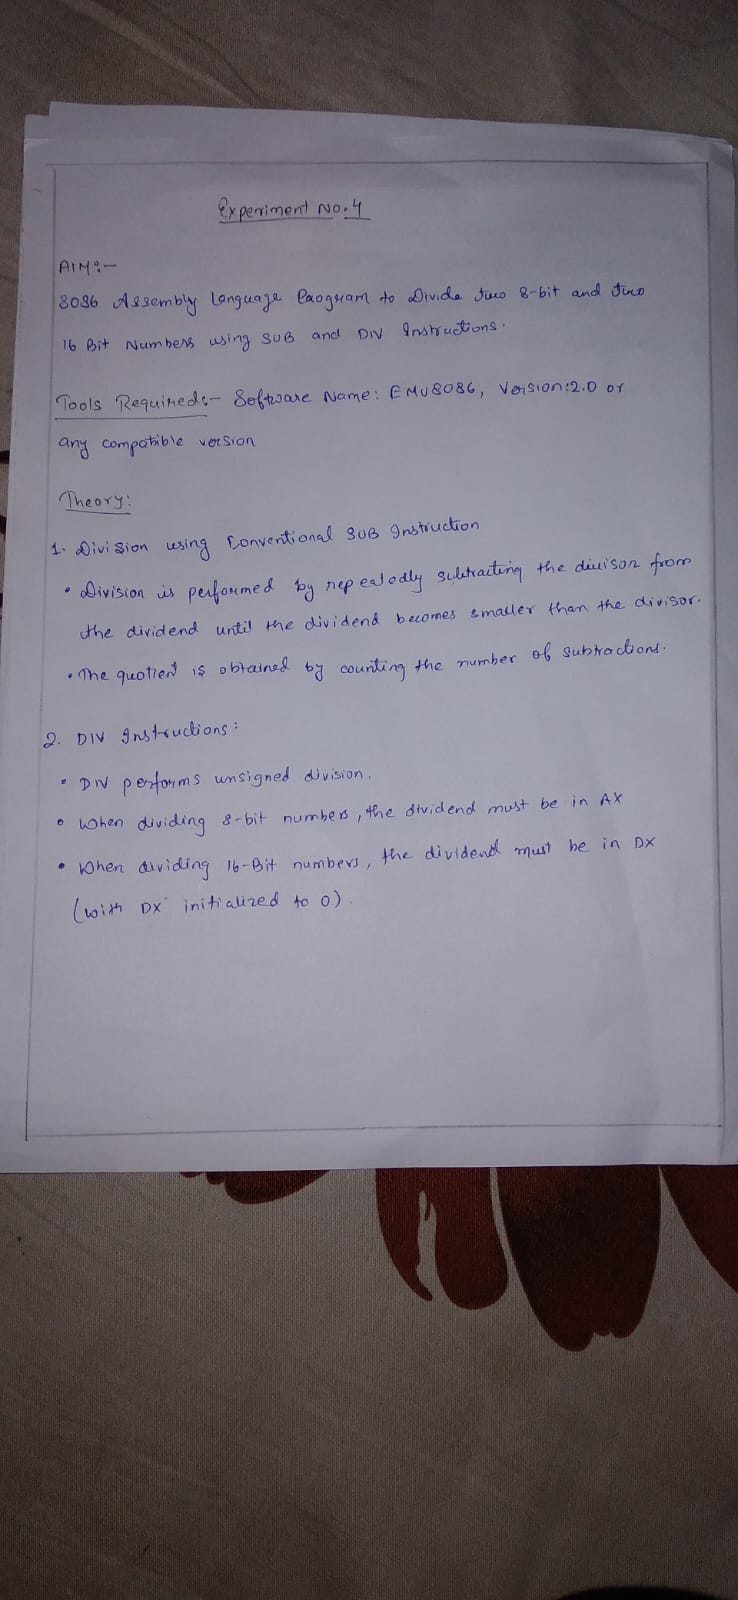 Experiment No.4
AIM:-
8086 Assembly Language Program to Divide two 8-bit and two
16 Bit Numbers using SUB and DIV Instructions.
Tools Required:- Software Name: EMU8086, Version:2.0 or
any compatible version
Theory:
1. Division using Conventional SUB Instruction
• Division is performed by repeatedly subtracting the divisor from
the dividend until the dividend becomes smaller than the divisor.
• The quotient is obtained by counting the number of subtractions.
2. DIV Instructions:
• DIV performs unsigned division.
• When dividing 8-bit numbers, the dividend must be in AX
• When dividing 16-Bit numbers, the dividend must be in DX
(with DX initialized to 0).